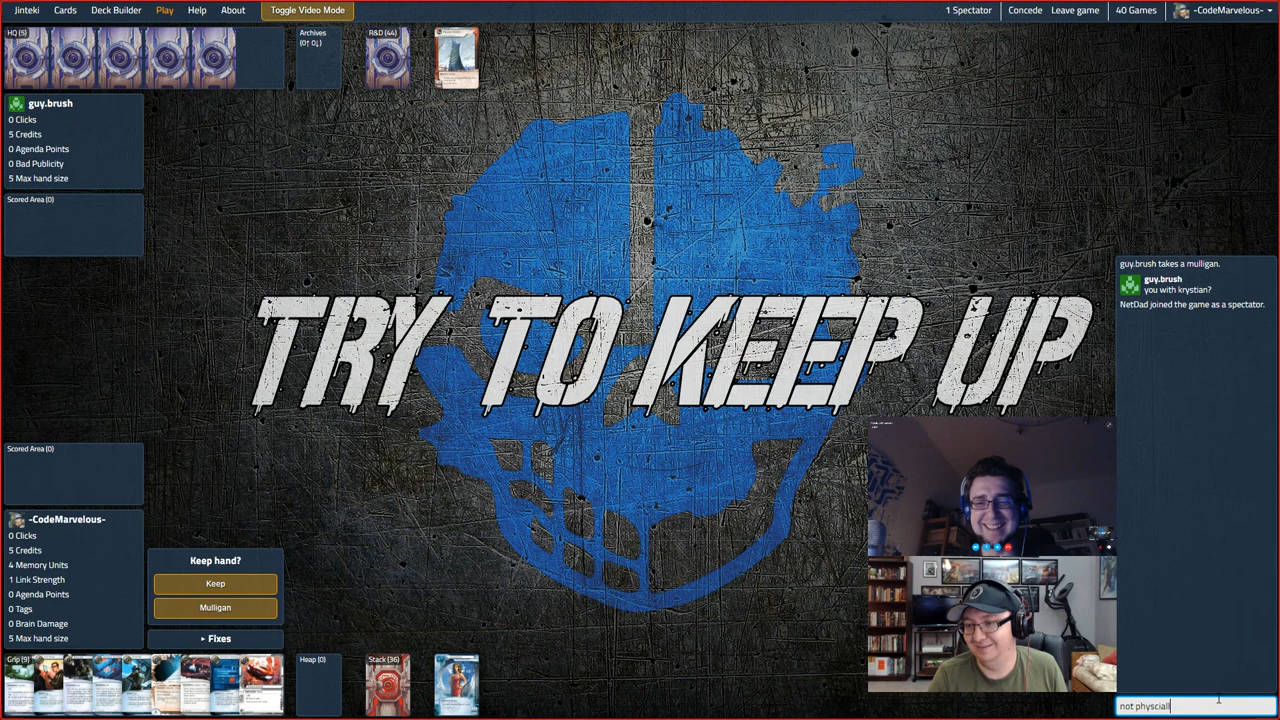 Jinteki Cards Deck Builder Play Help About Toggle Video Mode 1 Spectator Concede Leave game 40 Games -CodeMarvelous-
HQ (5)
Archives
(0↑ 0↓)
R&D (44)
guy.brush
0 Clicks
5 Credits
0 Agenda Points
0 Bad Publicity
5 Max hand size
Scored Area (0)
TRY TO KEEP UP
guy.brush takes a mulligan.
guy.brush
you with krystian?
NetDad joined the game as a spectator.
Scored Area (0)
-CodeMarvelous-
0 Clicks
5 Credits
4 Memory Units
1 Link Strength
0 Agenda Points
0 Tags
0 Brain Damage
5 Max hand size
Keep hand?
Keep
Mulligan
▸ Fixes
Grip (9)
Heap (0)
Stack (36)
not physciall